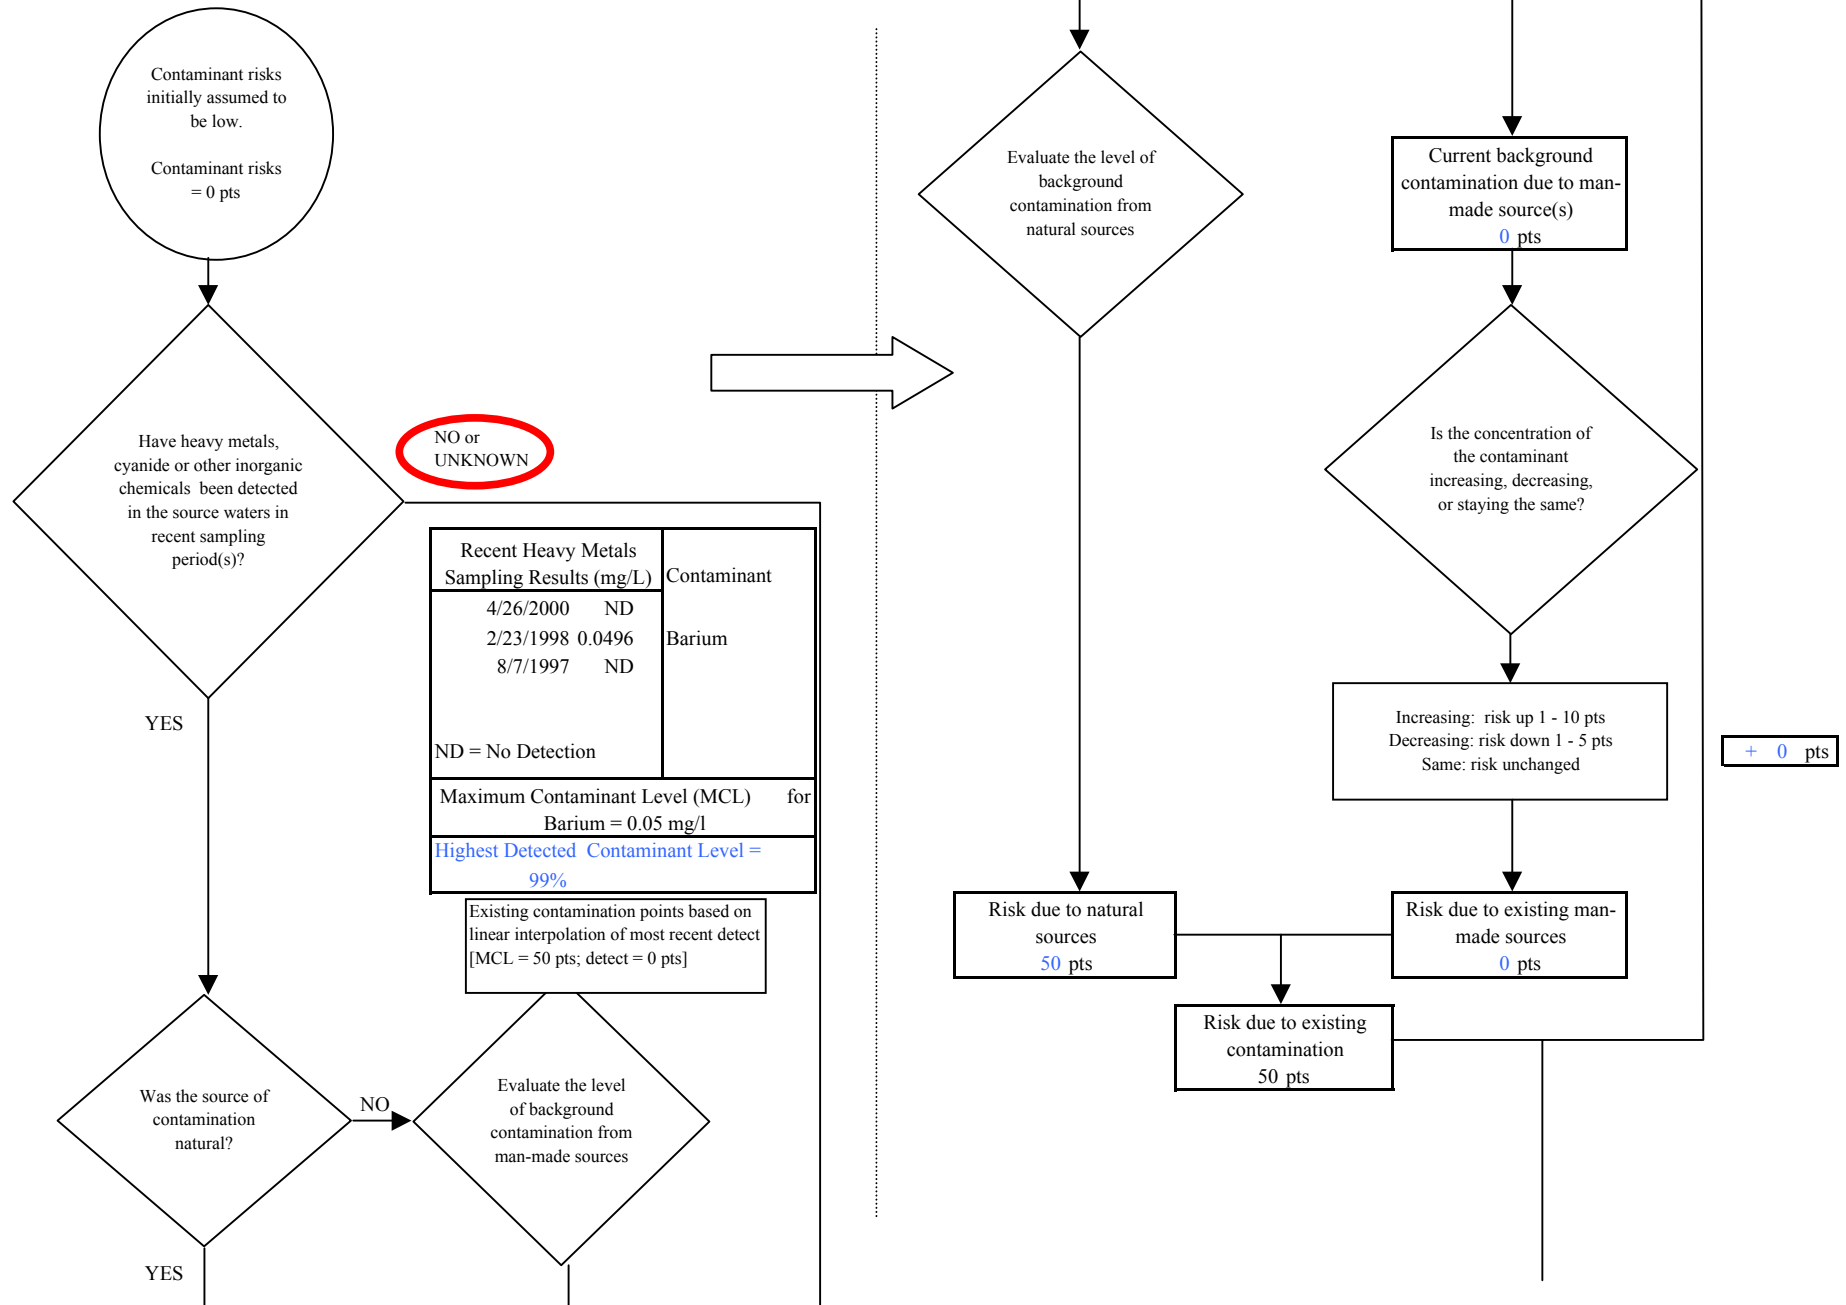 Contaminant risks
initially assumed to
be low.
Contaminant risks
= 0 pts
Have heavy metals,
cyanide or other inorganic
chemicals been detected
in the source waters in
recent sampling
period(s)?
NO or
UNKNOWN
YES
Recent Heavy Metals
Sampling Results (mg/L)
Contaminant
4/26/2000 ND
2/23/1998 0.0496 Barium
8/7/1997 ND
ND = No Detection
Maximum Contaminant Level (MCL) for
Barium = 0.05 mg/l
Highest Detected Contaminant Level =
99%
Existing contamination points based on
linear interpolation of most recent detect
[MCL = 50 pts; detect = 0 pts]
Was the source of
contamination
natural?
NO
YES
Evaluate the level
of background
contamination from
man-made sources
Evaluate the level of
background
contamination from
natural sources
Current background
contamination due to man-
made source(s)
0 pts
Is the concentration of
the contaminant
increasing, decreasing,
or staying the same?
Increasing: risk up 1 - 10 pts
Decreasing: risk down 1 - 5 pts
Same: risk unchanged
+ 0 pts
Risk due to natural
sources
50 pts
Risk due to existing man-
made sources
0 pts
Risk due to existing
contamination
50 pts